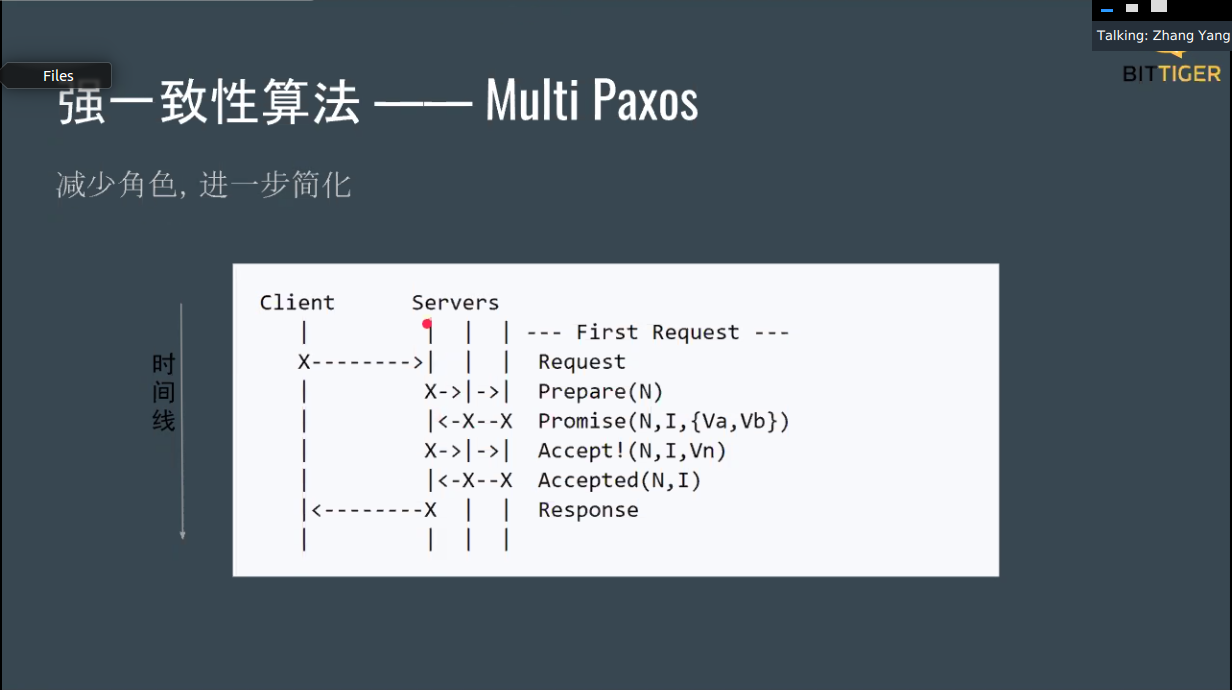 Talking: Zhang Yang
BITTIGER
Files
强一致性算法 —— Multi Paxos
减少角色, 进一步简化
时间线
Client      Servers
   |         |  |  | --- First Request ---
   X-------->|  |  |  Request
   |         X->|->|  Prepare(N)
   |         |<-X--X  Promise(N,I,{Va,Vb})
   |         X->|->|  Accept!(N,I,Vn)
   |         |<-X--X  Accepted(N,I)
   |<--------X  |  |  Response
   |         |  |  |